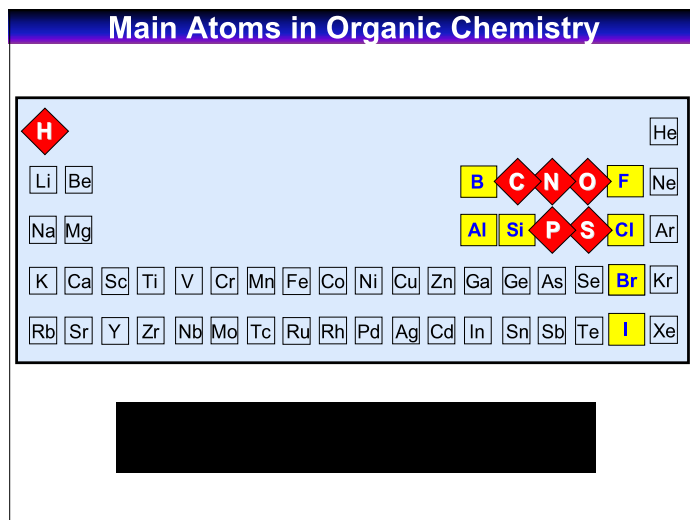 Main Atoms in Organic Chemistry
H He
Li Be B C N O F Ne
Na Mg Al Si P S Cl Ar
K Ca Sc Ti V Cr Mn Fe Co Ni Cu Zn Ga Ge As Se Br Kr
Rb Sr Y Zr Nb Mo Tc Ru Rh Pd Ag Cd In Sn Sb Te I Xe